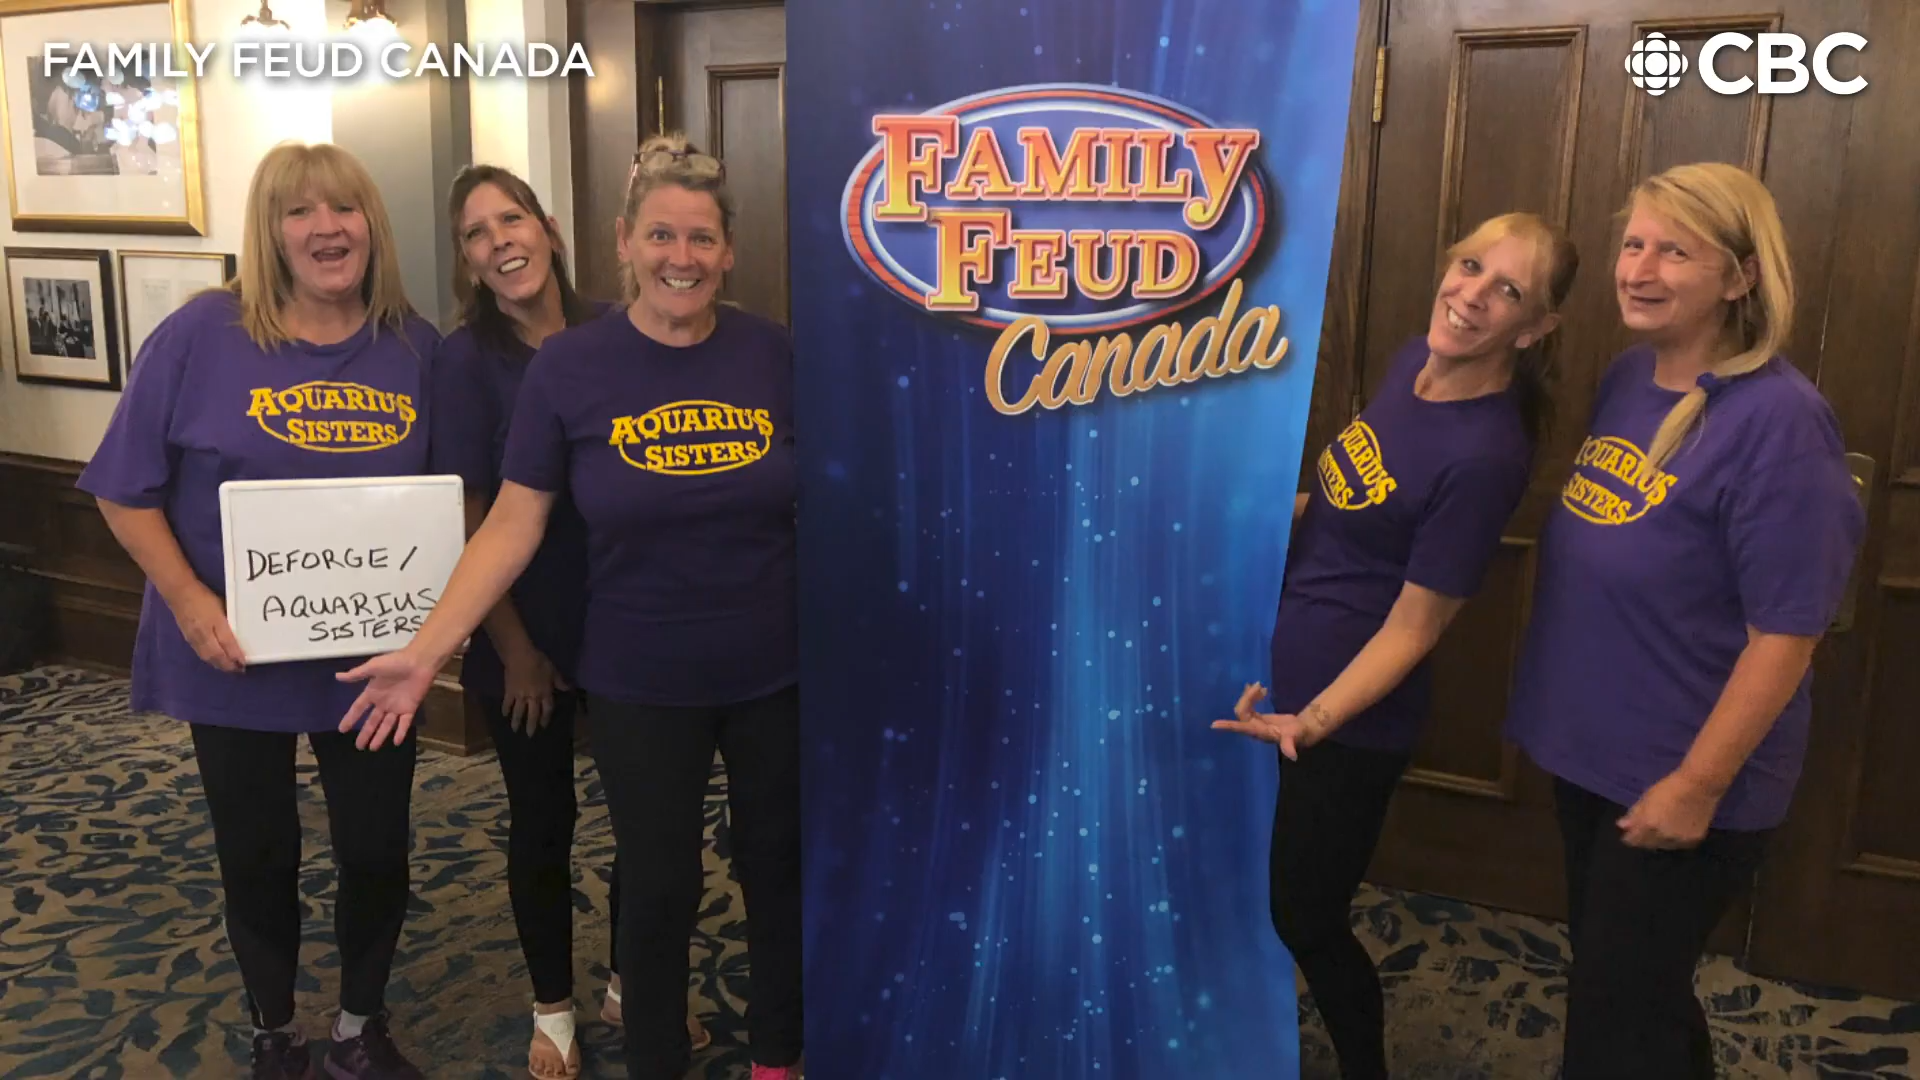 FAMILY FEUD CANADA
CBC
FAMILY
FEUD
Canada
AQUARIUS
SISTERS
AQUARIUS
SISTERS
AQUARIUS
SISTERS
AQUARIUS
SISTERS
DEFORGE /
AQUARIUS
SISTERS